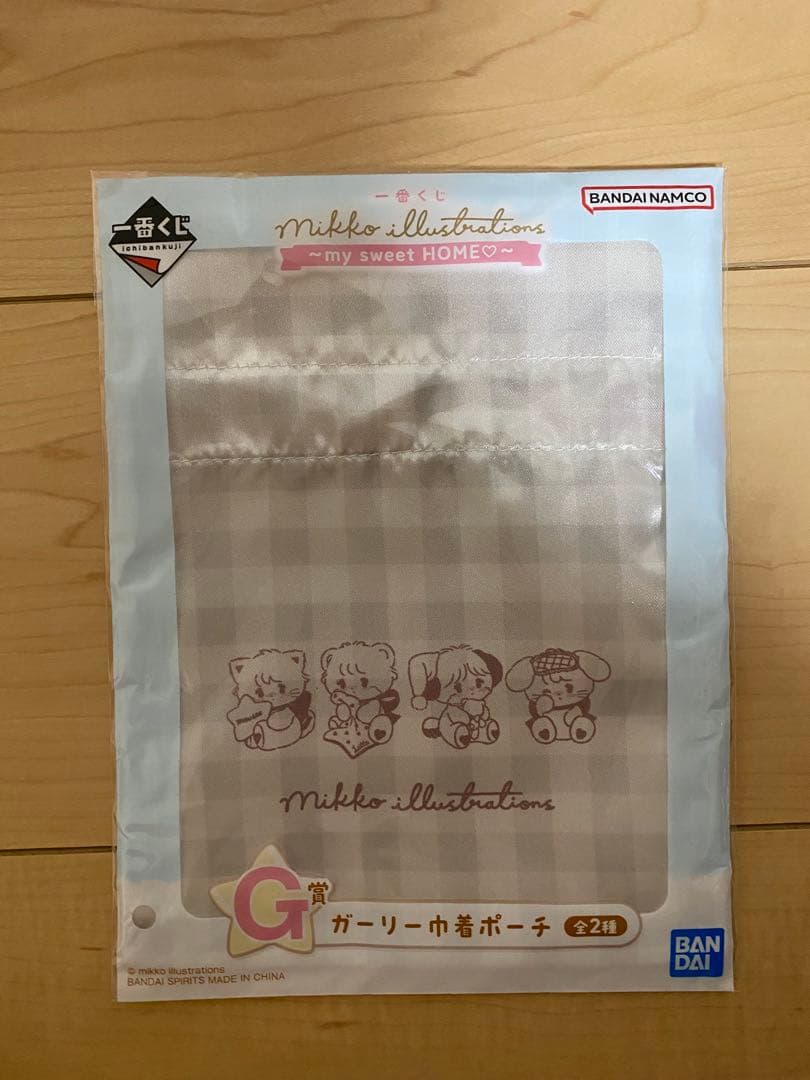 一番くじ
ichibankuji
一番くじ
mikko illustrations
~my sweet HOME♡~
BANDAI NAMCO
mikko illustrations
G賞
ガーリー巾着ポーチ 全2種
© mikko illustrations
BANDAI SPIRITS MADE IN CHINA
BAN
DAI